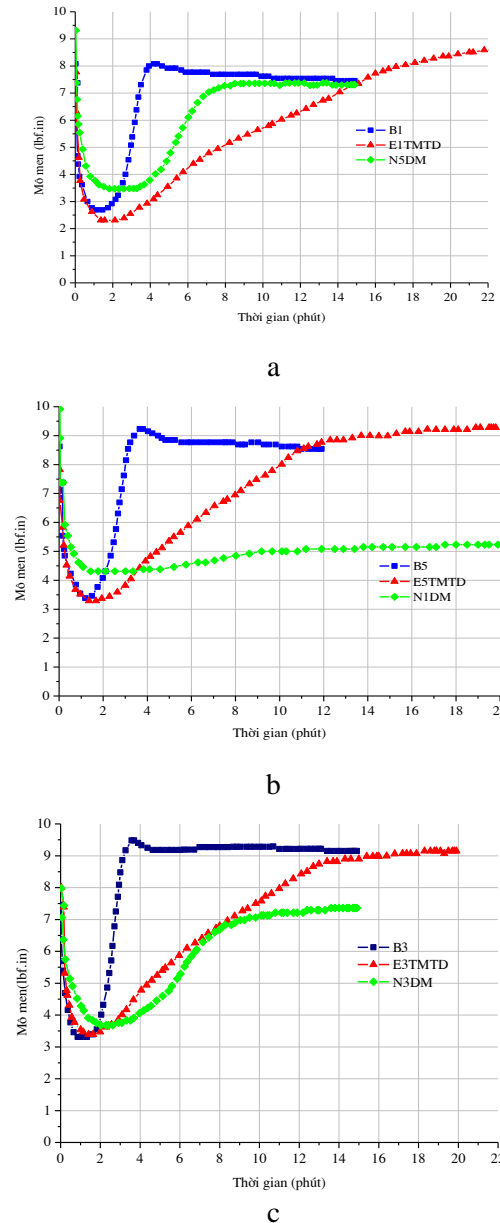 10
9
8
7
6
5
4
3
2
1
0
Mô men (lbf.in)
B1
E1TMTD
N5DM
0 2 4 6 8 10 12 14 16 18 20 22
Thời gian (phút)
a
10
9
8
7
6
5
4
3
2
1
0
Mô men (lbf.in)
B5
E5TMTD
N1DM
0 2 4 6 8 10 12 14 16 18 20
Thời gian (phút)
b
10
9
8
7
6
5
4
3
2
1
0
Mô men(lbf.in)
B3
E3TMTD
N3DM
0 2 4 6 8 10 12 14 16 18 20 22
Thời gian (phút)
c